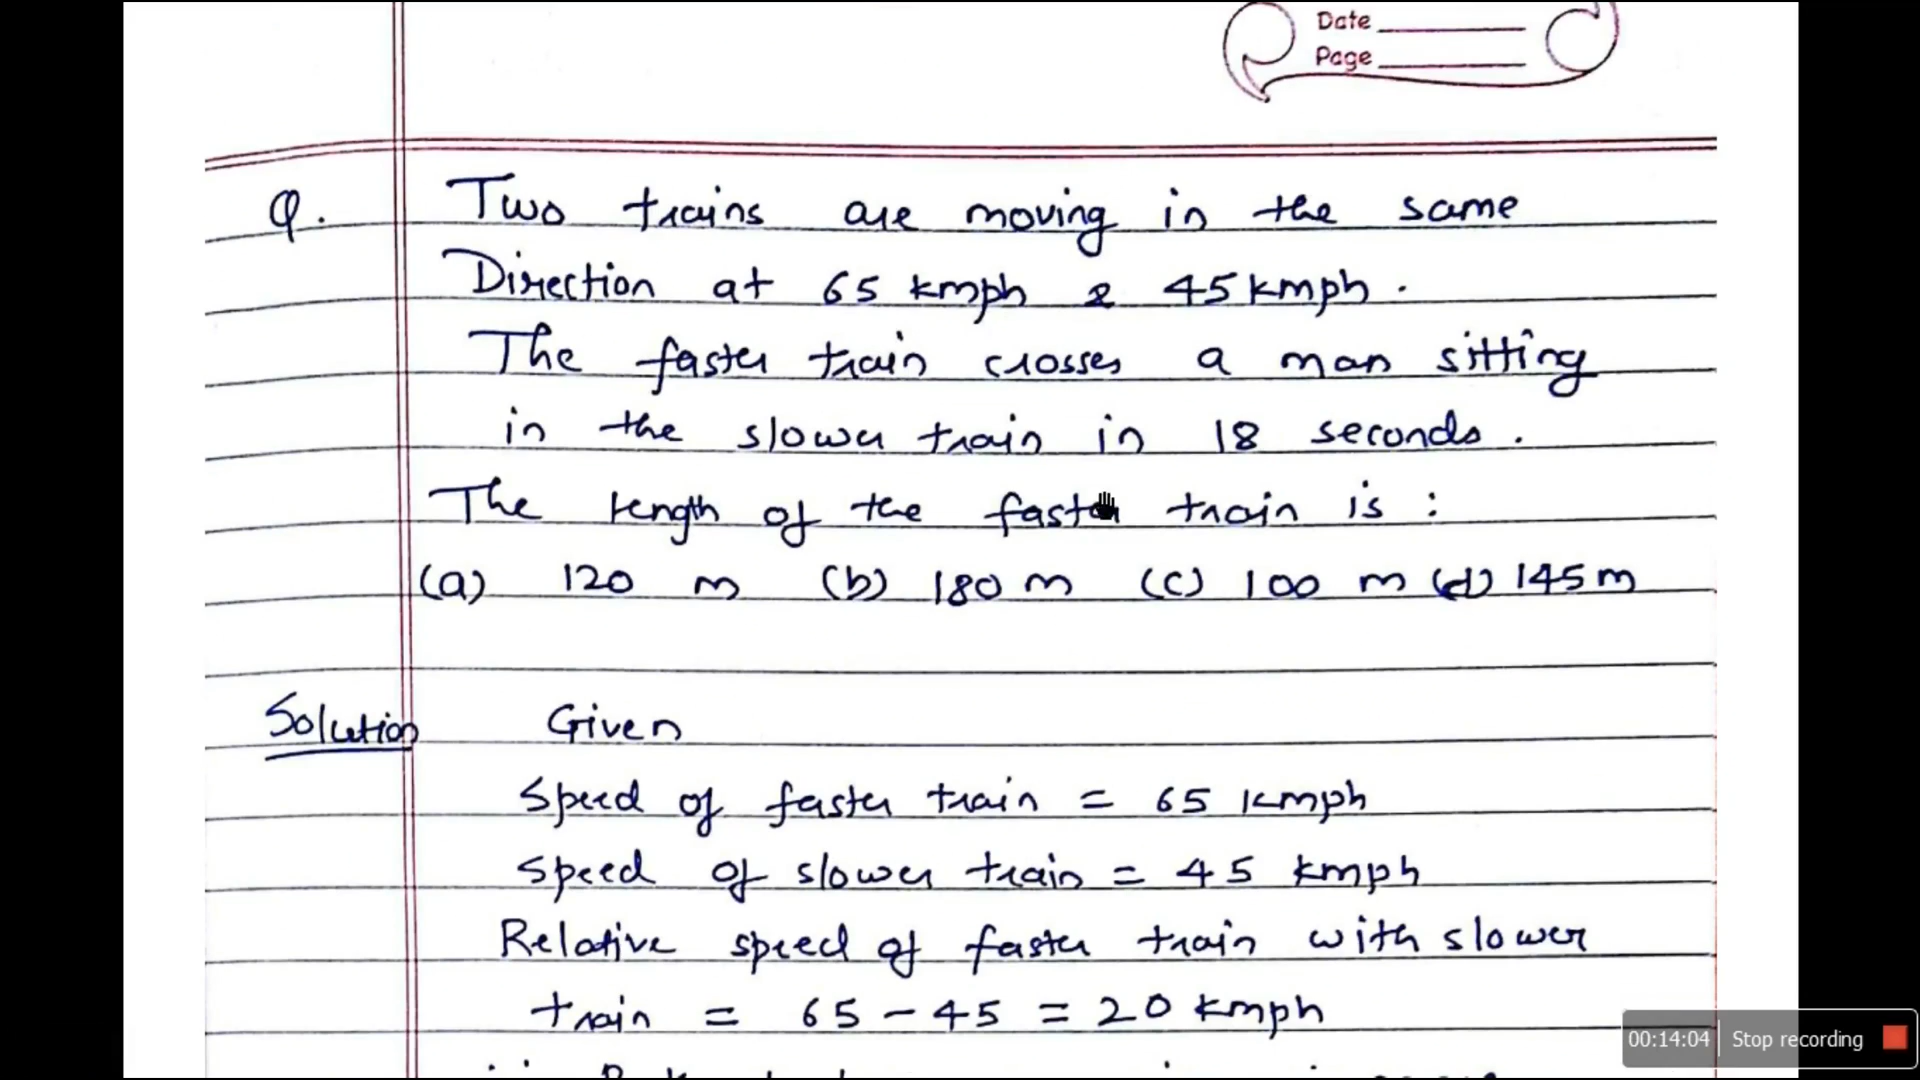 Date
Page
Q. Two trains are moving in the same
Direction at 65 kmph & 45 kmph.
The faster train crosses a man sitting
in the slower train in 18 seconds.
The length of the faster train is :
(a) 120 m (b) 180 m (c) 100 m (d) 145 m
Solution Given
Speed of faster train = 65 kmph
Speed of slower train = 45 kmph
Relative speed of faster train with slower
train = 65 - 45 = 20 kmph
00:14:04 Stop recording